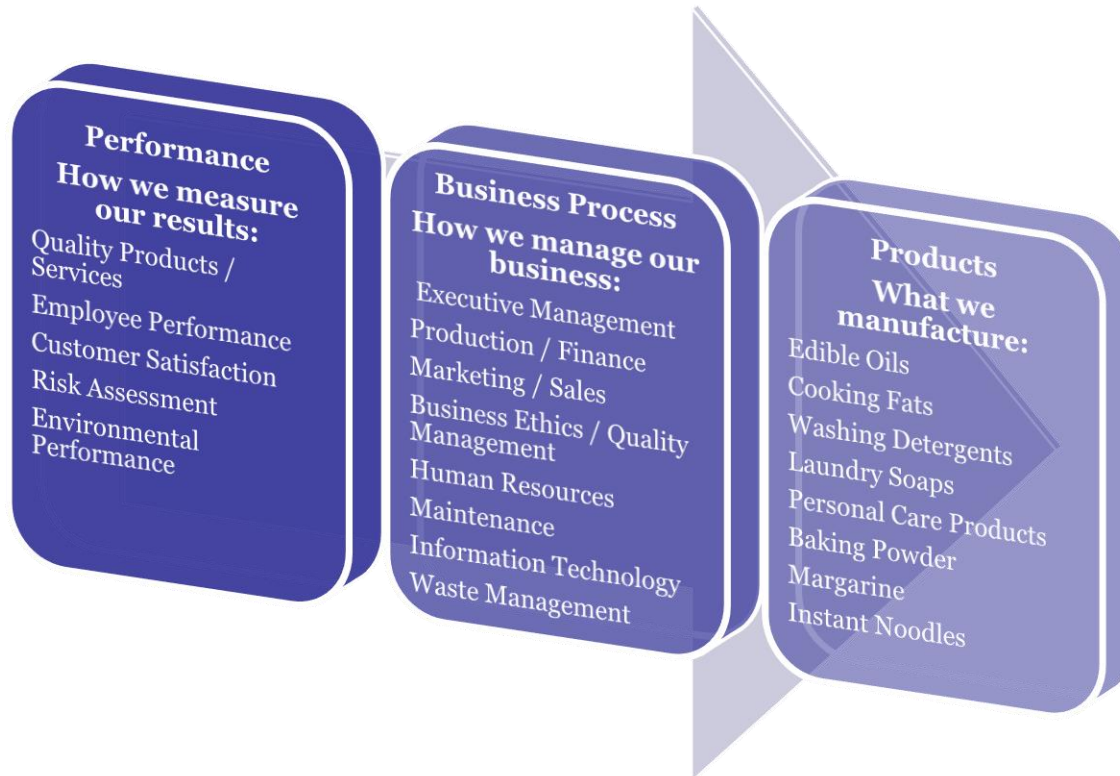 Performance
How we measure
our results:
Quality Products /
Services
Employee Performance
Customer Satisfaction
Risk Assessment
Environmental
Performance
Business Process
How we manage our
business:
Executive Management
Production / Finance
Marketing / Sales
Business Ethics / Quality
Management
Human Resources
Maintenance
Information Technology
Waste Management
Products
What we
manufacture:
Edible Oils
Cooking Fats
Washing Detergents
Laundry Soaps
Personal Care Products
Baking Powder
Margarine
Instant Noodles